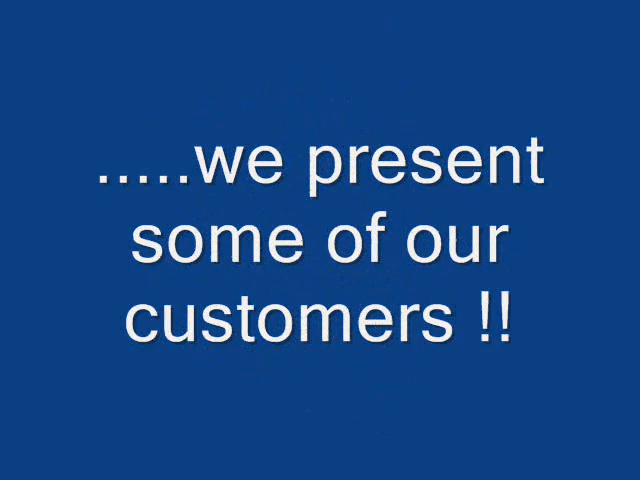 .....we present
some of our
customers !!